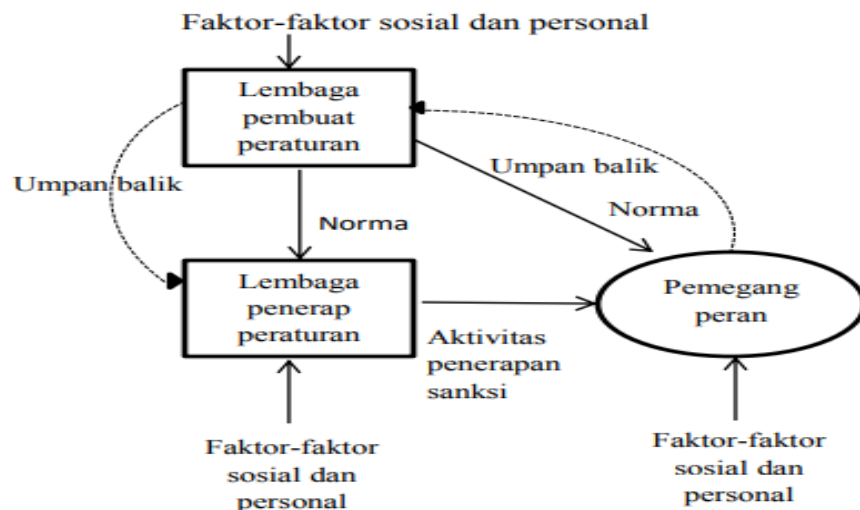 Faktor-faktor sosial dan personal
Lembaga
pembuat
peraturan
Umpan balik
Umpan balik
Norma
Norma
Lembaga
penerap
peraturan
Pemegang
peran
Aktivitas
penerapan
sanksi
Faktor-faktor
sosial dan
personal
Faktor-faktor
sosial dan
personal